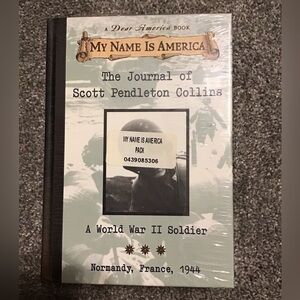 A Dear America BOOK
MY NAME IS AMERICA
The Journal of
Scott Pendleton Collins
MY NAME IS AMERICA
PACK
0439085306
A World War II Soldier
Normandy, France, 1944